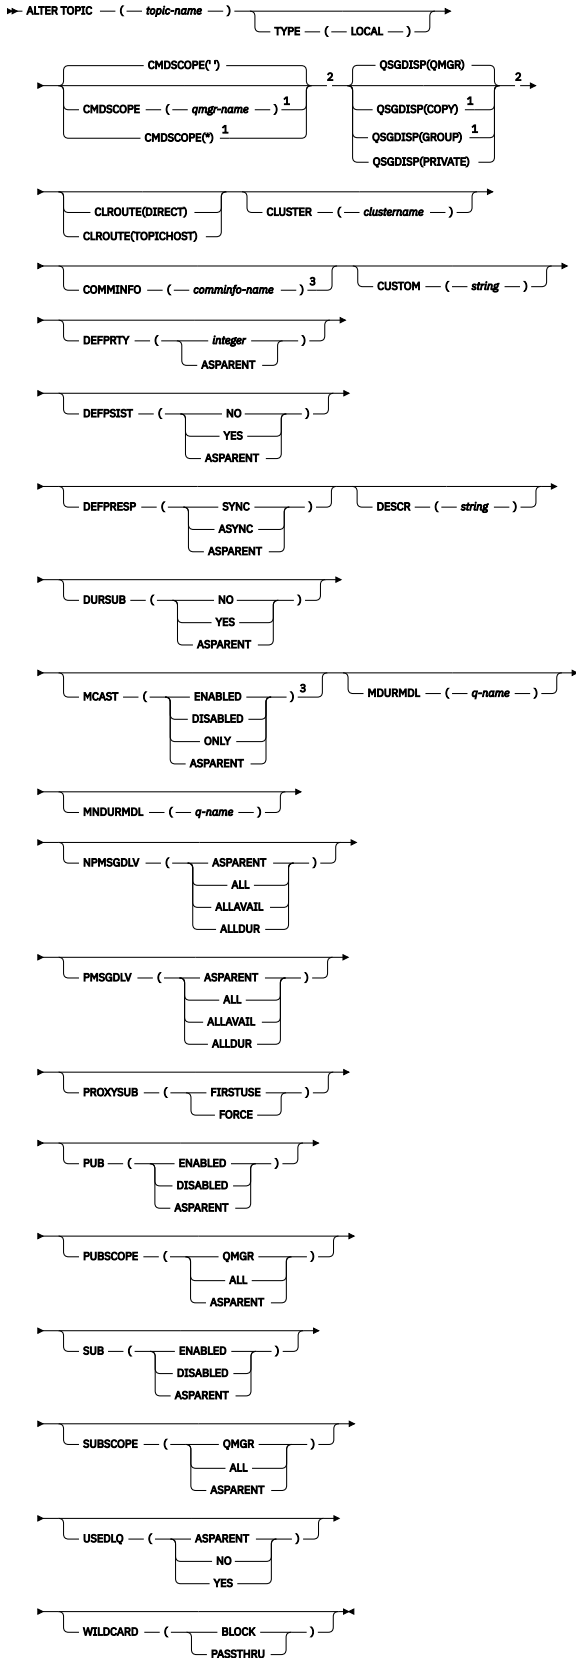 ALTER TOPIC ( topic-name )
TYPE ( LOCAL )
CMDSCOPE(' ')
CMDSCOPE ( qmgr-name ) 1
CMDSCOPE(*) 1
2
QSGDISP(QMGR)
QSGDISP(COPY) 1
QSGDISP(GROUP) 1
QSGDISP(PRIVATE)
2
CLROUTE(DIRECT)
CLROUTE(TOPICHOST)
CLUSTER ( clustername )
COMMINFO ( comminfo-name ) 3
CUSTOM ( string )
DEFPRTY ( integer )
ASPARENT
DEFPSIST ( NO )
YES
ASPARENT
DEFPRESP ( SYNC )
ASYNC
ASPARENT
DESCR ( string )
DURSUB ( NO )
YES
ASPARENT
MCAST ( ENABLED ) 3
DISABLED
ONLY
ASPARENT
MDURMDL ( q-name )
MNDURMDL ( q-name )
NPMSGDLV ( ASPARENT )
ALL
ALLAVAIL
ALLDUR
PMSGDLV ( ASPARENT )
ALL
ALLAVAIL
ALLDUR
PROXYSUB ( FIRSTUSE )
FORCE
PUB ( ENABLED )
DISABLED
ASPARENT
PUBSCOPE ( QMGR )
ALL
ASPARENT
SUB ( ENABLED )
DISABLED
ASPARENT
SUBSCOPE ( QMGR )
ALL
ASPARENT
USEDLQ ( ASPARENT )
NO
YES
WILDCARD ( BLOCK )
PASSTHRU